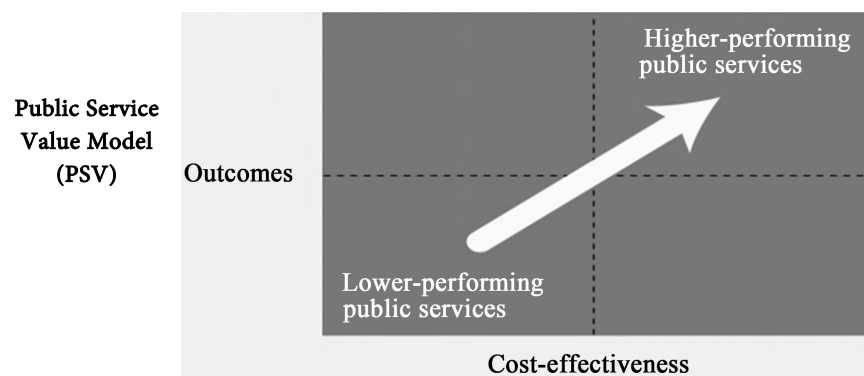 Public Service
Value Model
(PSV)
Outcomes
Higher-performing
public services
Lower-performing
public services
Cost-effectiveness